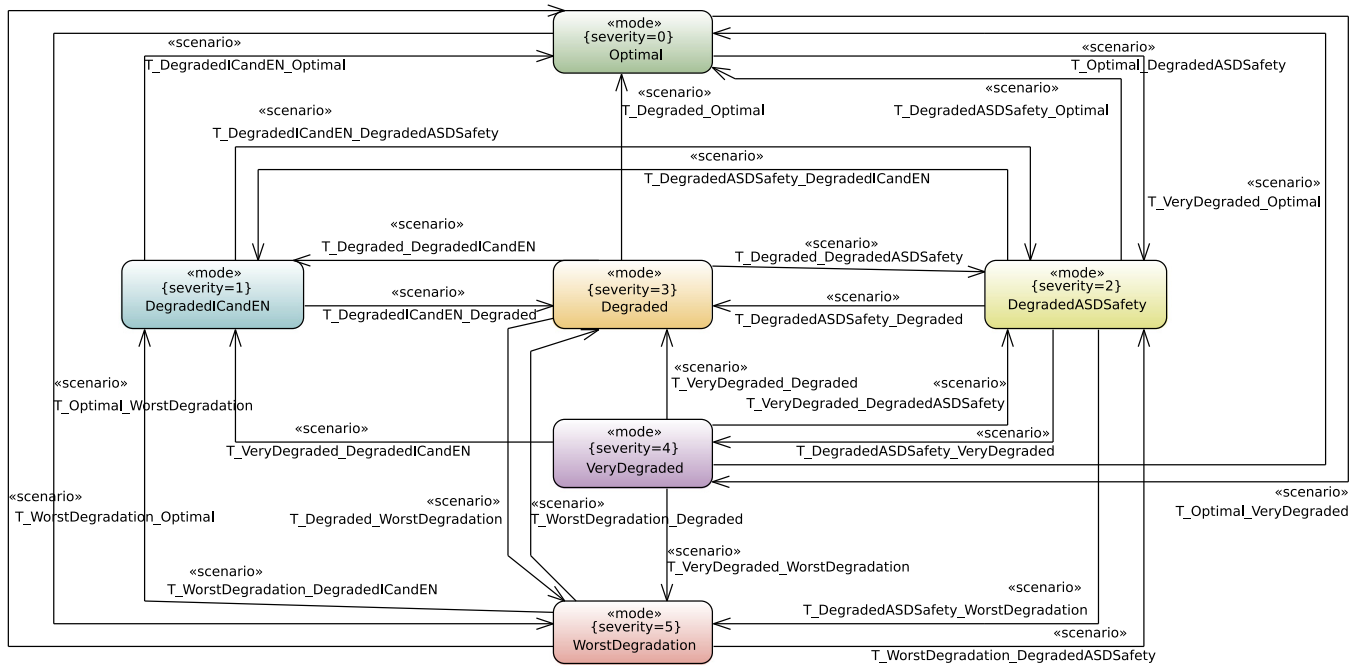 «mode»
{severity=0}
Optimal
«scenario»
T_DegradedICandEN_Optimal
«scenario»
T_Optimal_DegradedASDSafety
«scenario»
T_Degraded_Optimal
«scenario»
T_DegradedASDSafety_Optimal
«scenario»
T_DegradedICandEN_DegradedASDSafety
«scenario»
T_DegradedASDSafety_DegradedICandEN
«scenario»
T_VeryDegraded_Optimal
«scenario»
T_Degraded_DegradedICandEN
«scenario»
T_Degraded_DegradedASDSafety
«mode»
{severity=1}
DegradedICandEN
«mode»
{severity=3}
Degraded
«mode»
{severity=2}
DegradedASDSafety
T_DegradedICandEN_Degraded
«scenario»
«scenario»
T_DegradedASDSafety_Degraded
«scenario»
T_Optimal_WorstDegradation
«scenario»
T_VeryDegraded_Degraded
«scenario»
T_VeryDegraded_DegradedASDSafety
«scenario»
T_VeryDegraded_DegradedICandEN
«mode»
{severity=4}
VeryDegraded
«scenario»
T_DegradedASDSafety_VeryDegraded
«scenario»
T_WorstDegradation_Optimal
«scenario»
T_Degraded_WorstDegradation
«scenario»
T_WorstDegradation_Degraded
«scenario»
T_Optimal_VeryDegraded
«scenario»
T_VeryDegraded_WorstDegradation
«scenario»
T_WorstDegradation_DegradedICandEN
«scenario»
T_DegradedASDSafety_WorstDegradation
«mode»
{severity=5}
WorstDegradation
«scenario»
T_WorstDegradation_DegradedASDSafety